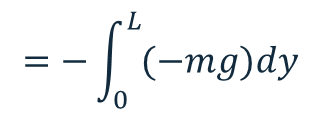 = − ∫₀ᴸ (−mg)dy